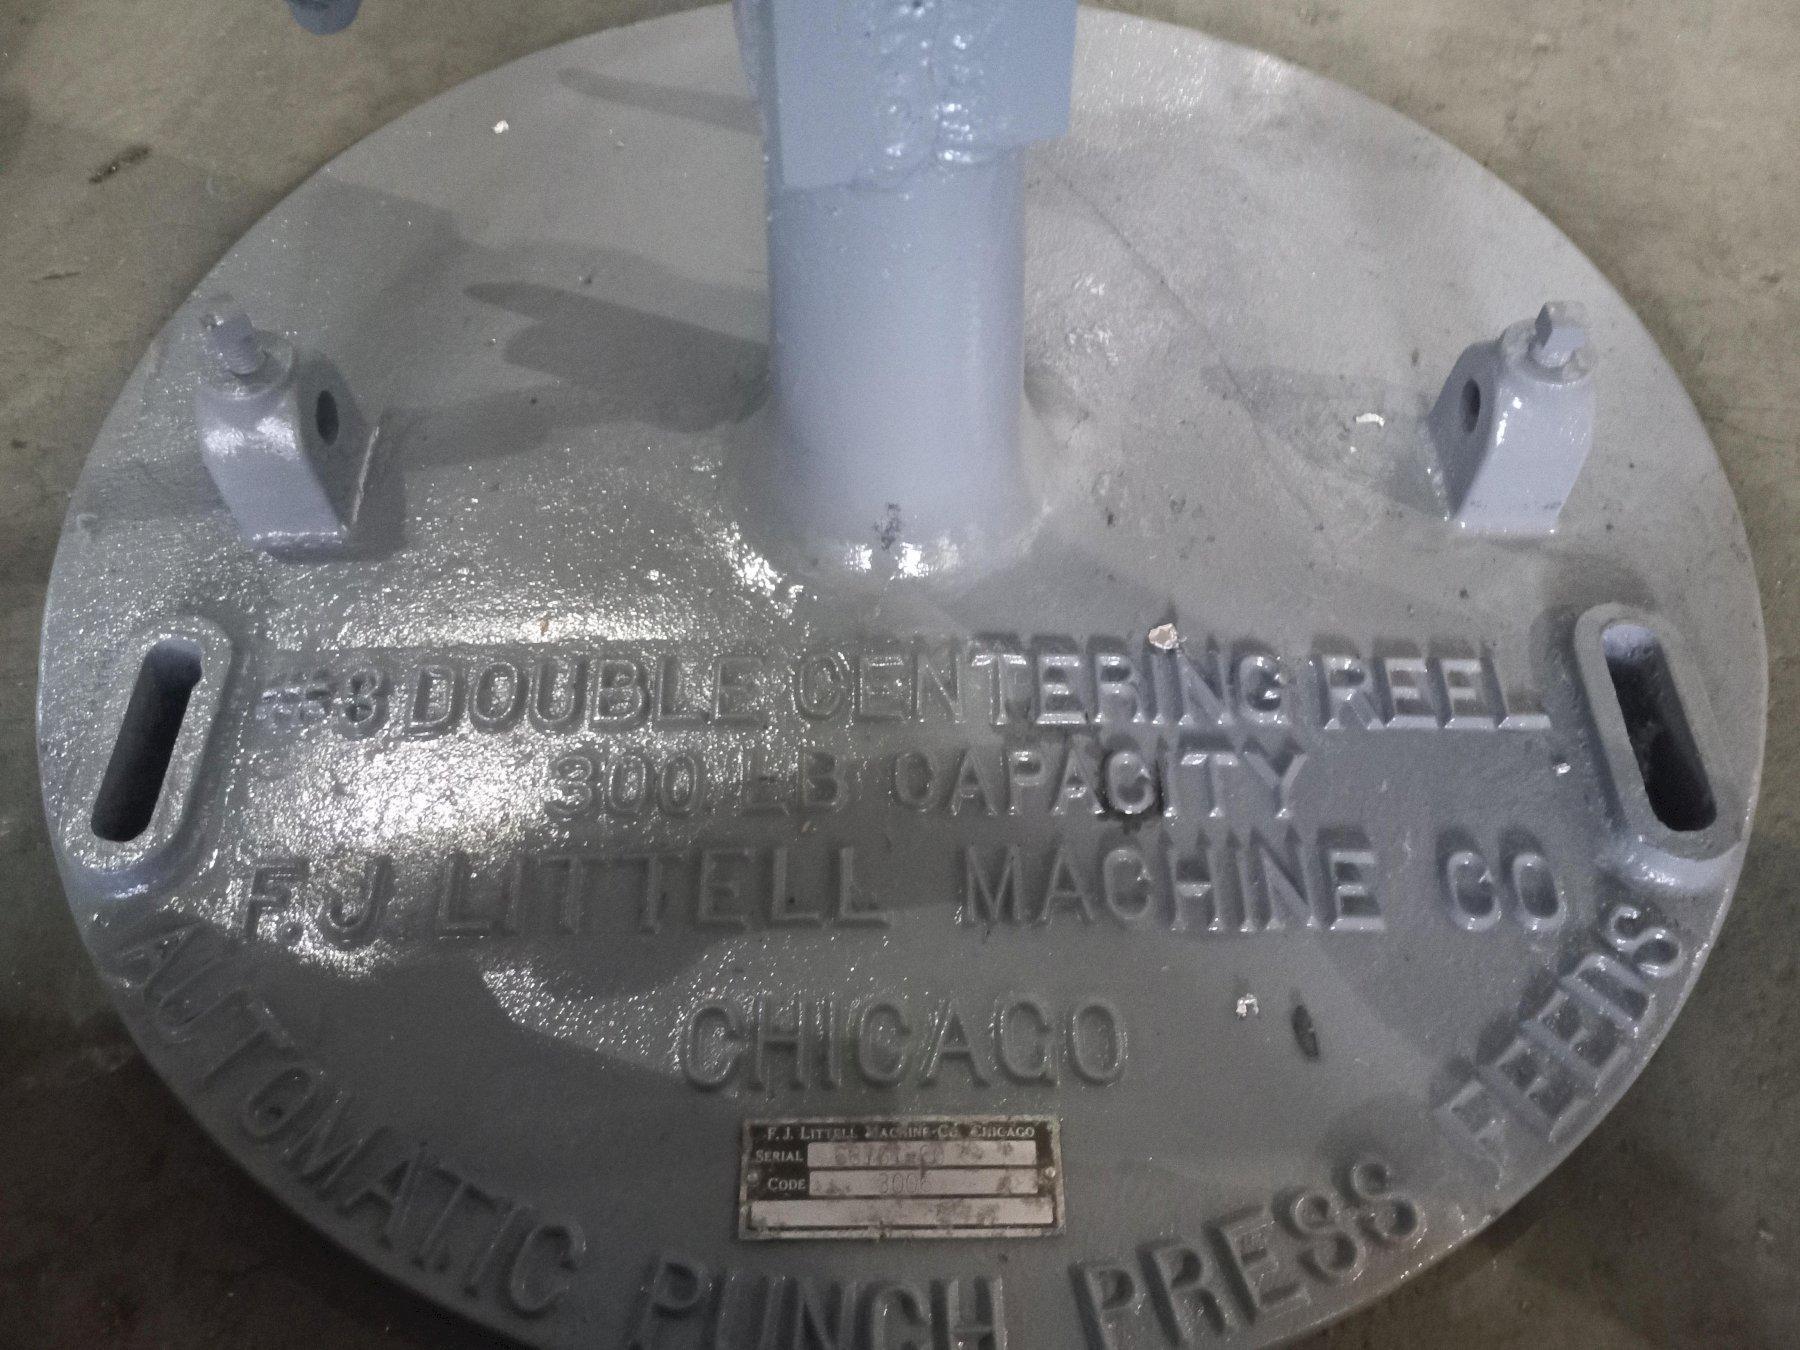 #3 DOUBLE CENTERING REEL
300 LB CAPACITY
F.J LITTELL MACHINE CO
CHICAGO
AUTOMATIC PUNCH PRESS FEEDS
F. J. LITTELL MACHINE CO. CHICAGO
SERIAL
CODE